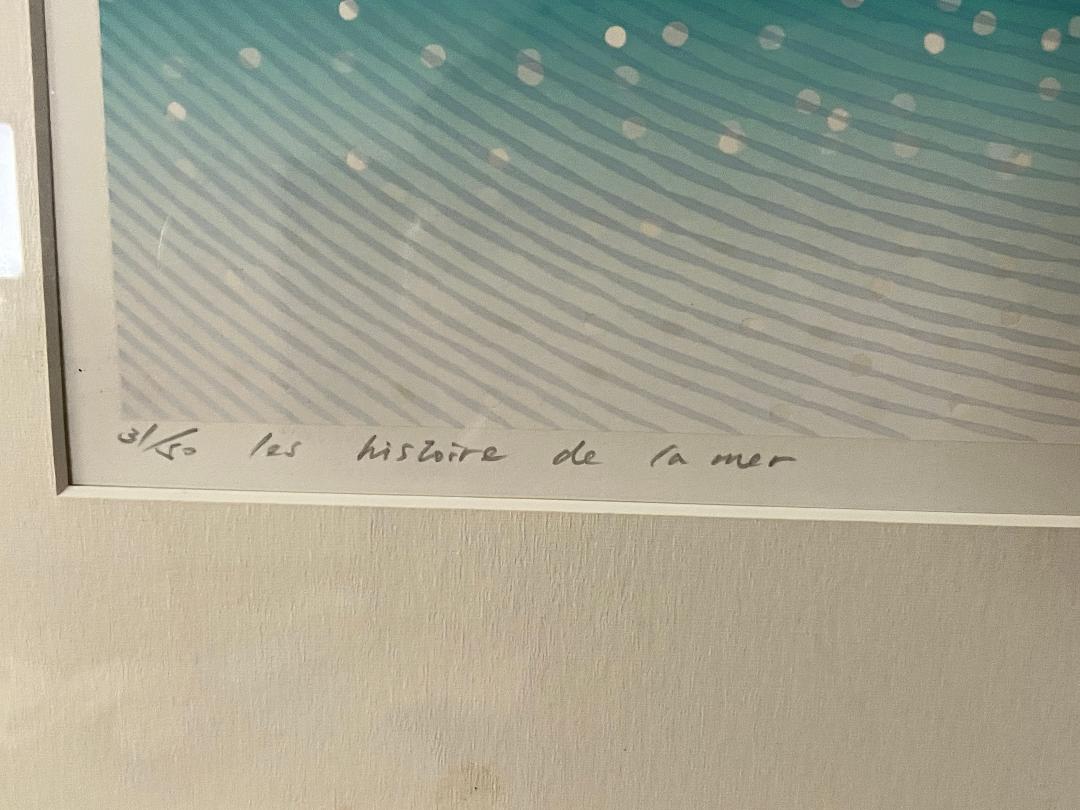 31/50 les histoire de la mer